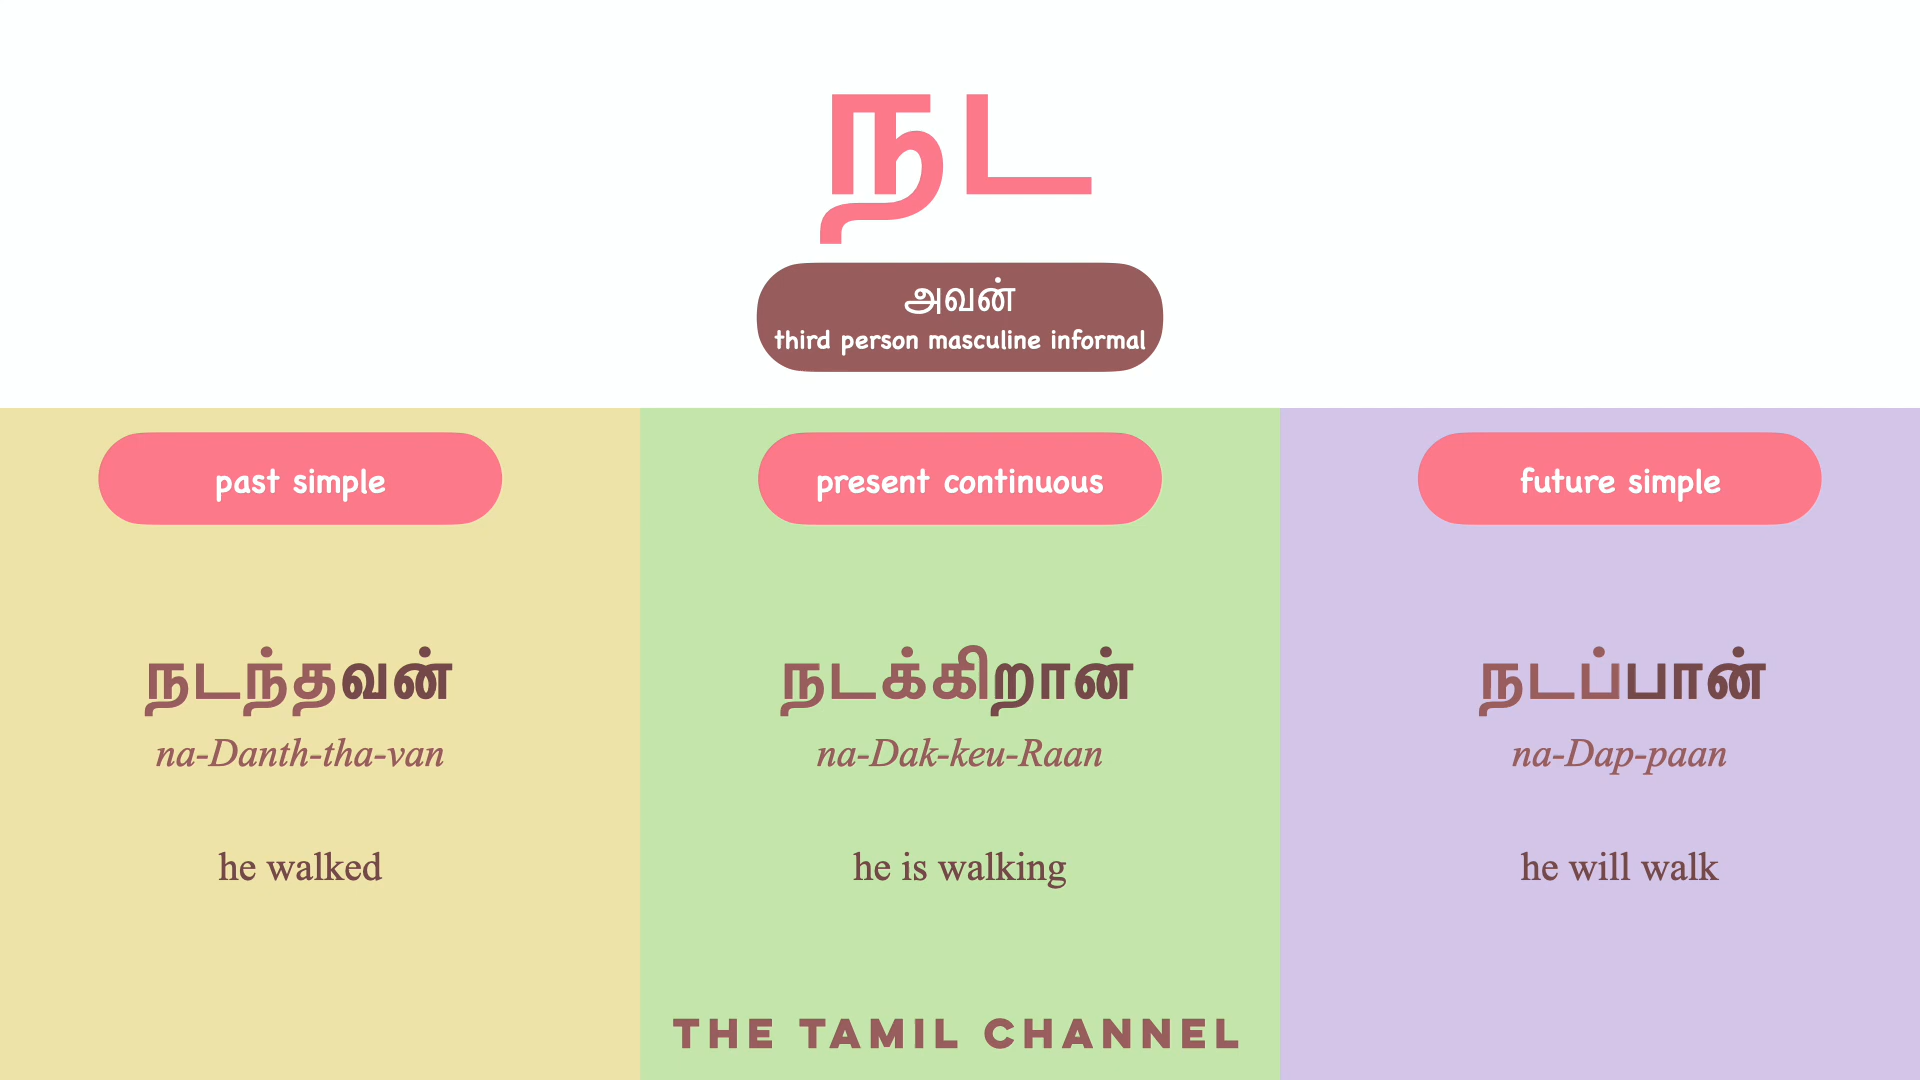 நட
அவன்
third person masculine informal
past simple
present continuous
future simple
நடந்தவன்
நடக்கிறான்
நடப்பான்
na-Danth-tha-van
na-Dak-keu-Raan
na-Dap-paan
he walked
he is walking
he will walk
THE TAMIL CHANNEL